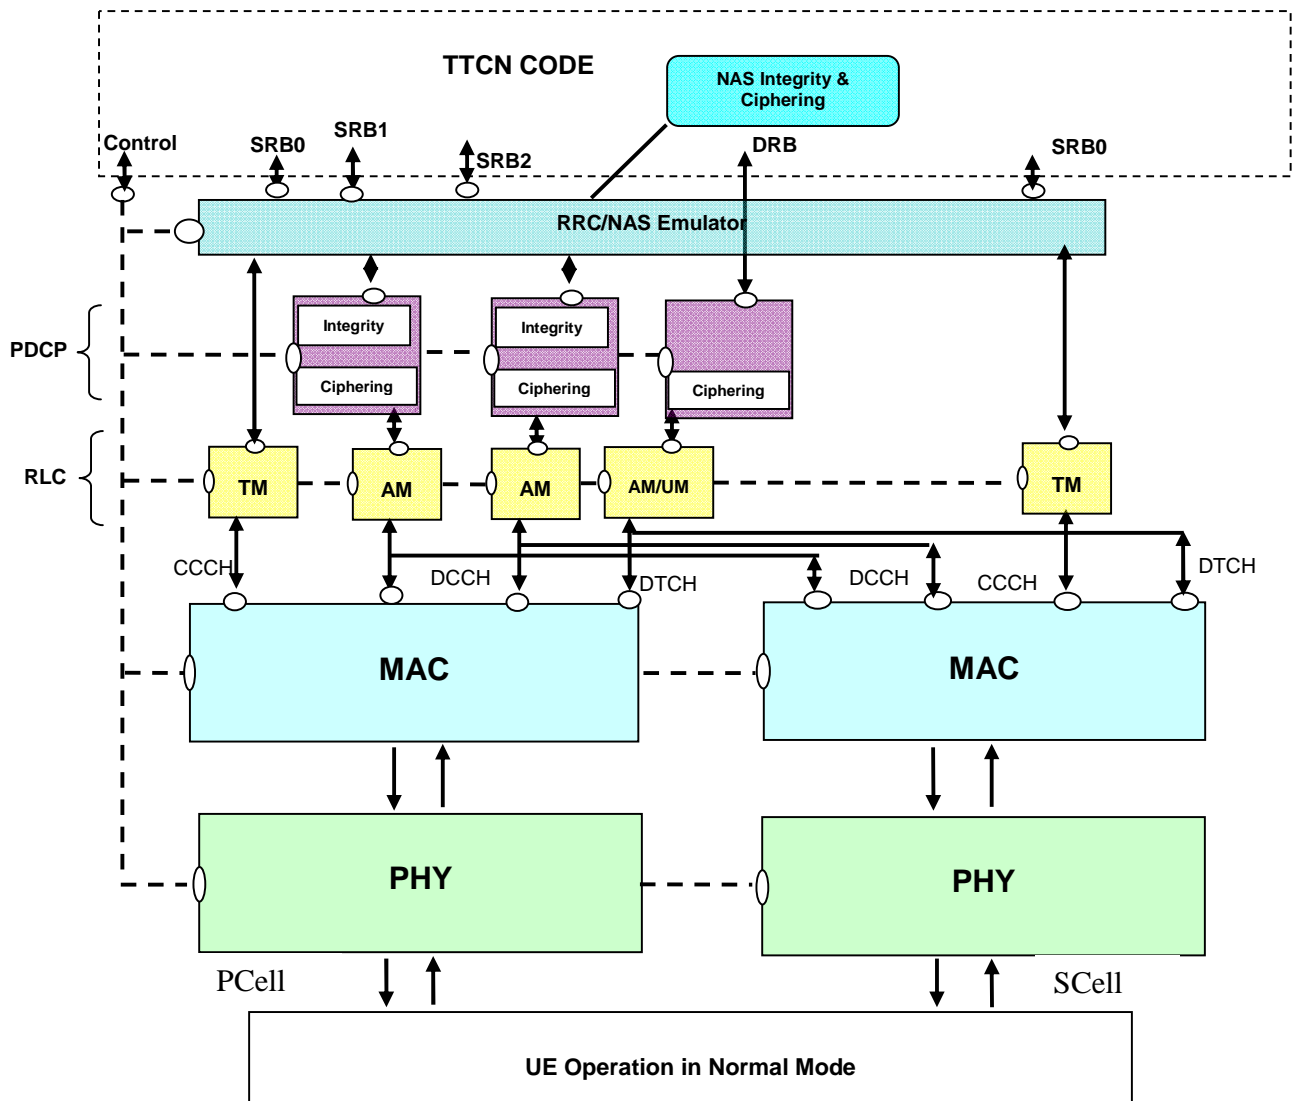 TTCN CODE
NAS Integrity &
Ciphering
Control
SRB0
SRB1
SRB2
DRB
SRB0
RRC/NAS Emulator
PDCP
Integrity
Integrity
Ciphering
Ciphering
Ciphering
RLC
TM
AM
AM
AM/UM
TM
CCCH
DCCH
DTCH
DCCH
CCCH
DTCH
MAC
MAC
PHY
PHY
PCell
SCell
UE Operation in Normal Mode